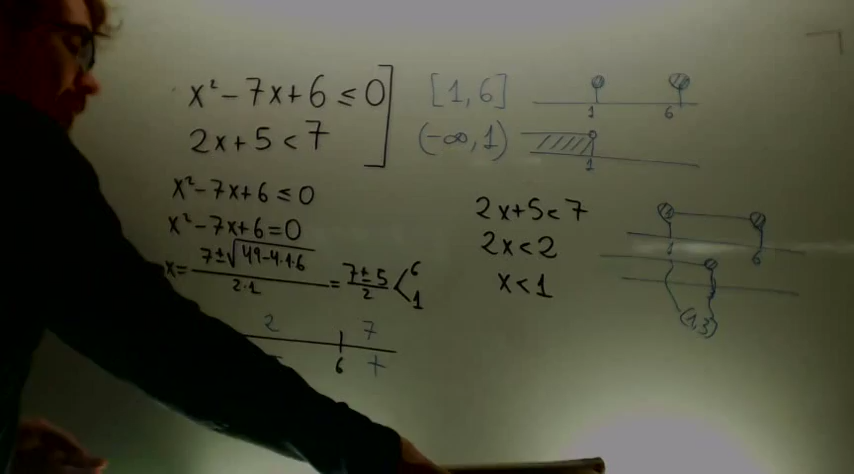 x² - 7x + 6 ≤ 0 [1, 6]
2x + 5 < 7 (-∞, 1)
1 6
1
x² - 7x + 6 ≤ 0
x² - 7x + 6 = 0
x = (7 ± √(49 - 4·1·6)) / (2·1) = (7 ± 5) / 2 < 6 1
2 7
6 +
2x + 5 < 7
2x < 2
x < 1
1 6
(1, 3)